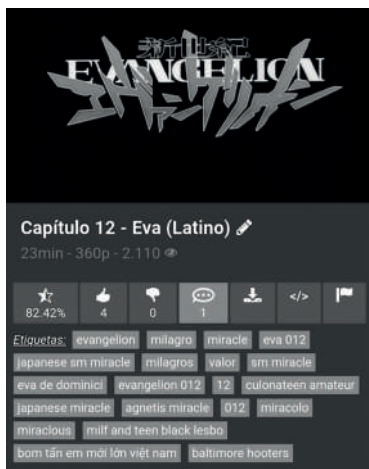 新世紀
EVANGELION
エヴァンゲリオン
Capítulo 12 - Eva (Latino)
23min - 360p - 2.110
82.42% 4 0 1 </>
Etiquetas: evangelion milagro miracle eva 012
japanese sm miracle milagros valor sm miracle
eva de dominici evangelion 012 12 culonateen amateur
japanese miracle agnetis miracle 012 miracolo
miraclous milf and teen black lesbo
bom tấn em mới lớn việt nam baltimore hooters